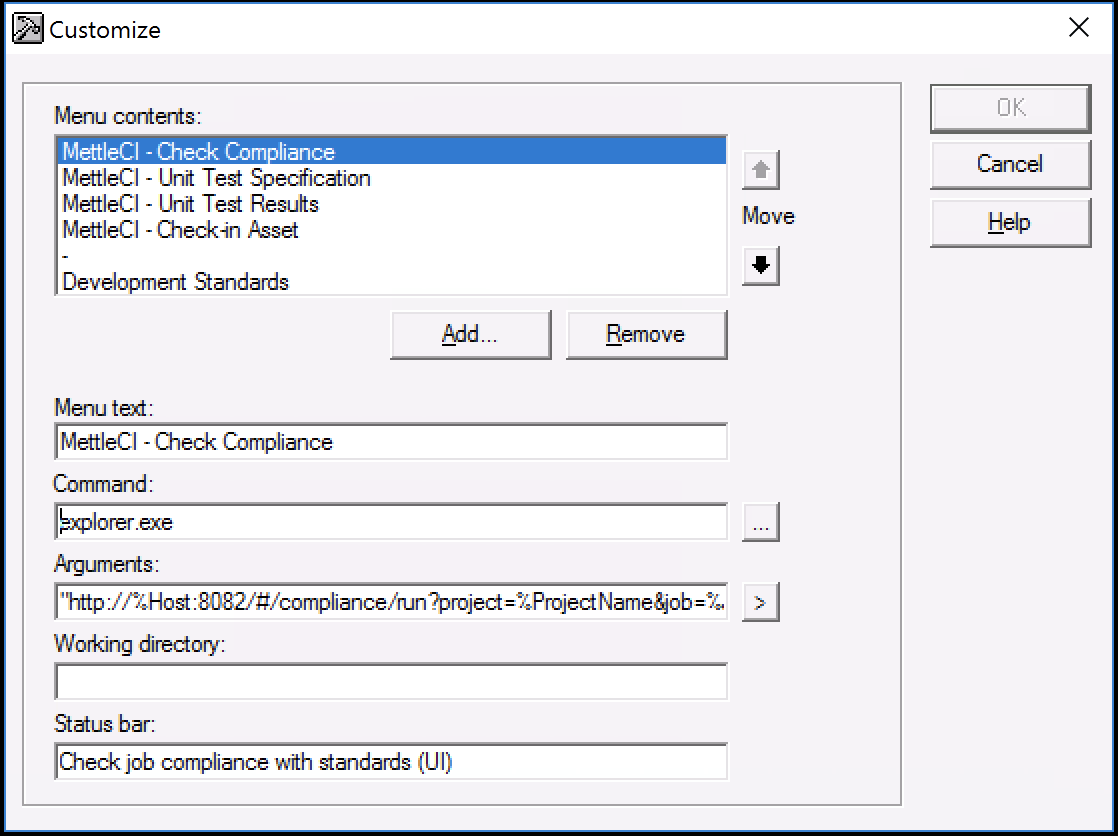 Customize
Menu contents:
MettleCI - Check Compliance
MettleCI - Unit Test Specification
MettleCI - Unit Test Results
MettleCI - Check-in Asset
-
Development Standards
Move
OK
Cancel
Help
Add...
Remove
Menu text:
MettleCI - Check Compliance
Command:
explorer.exe
...
Arguments:
"http://%Host:8082/#/compliance/run?project=%ProjectName&job=%
>
Working directory:
Status bar:
Check job compliance with standards (UI)